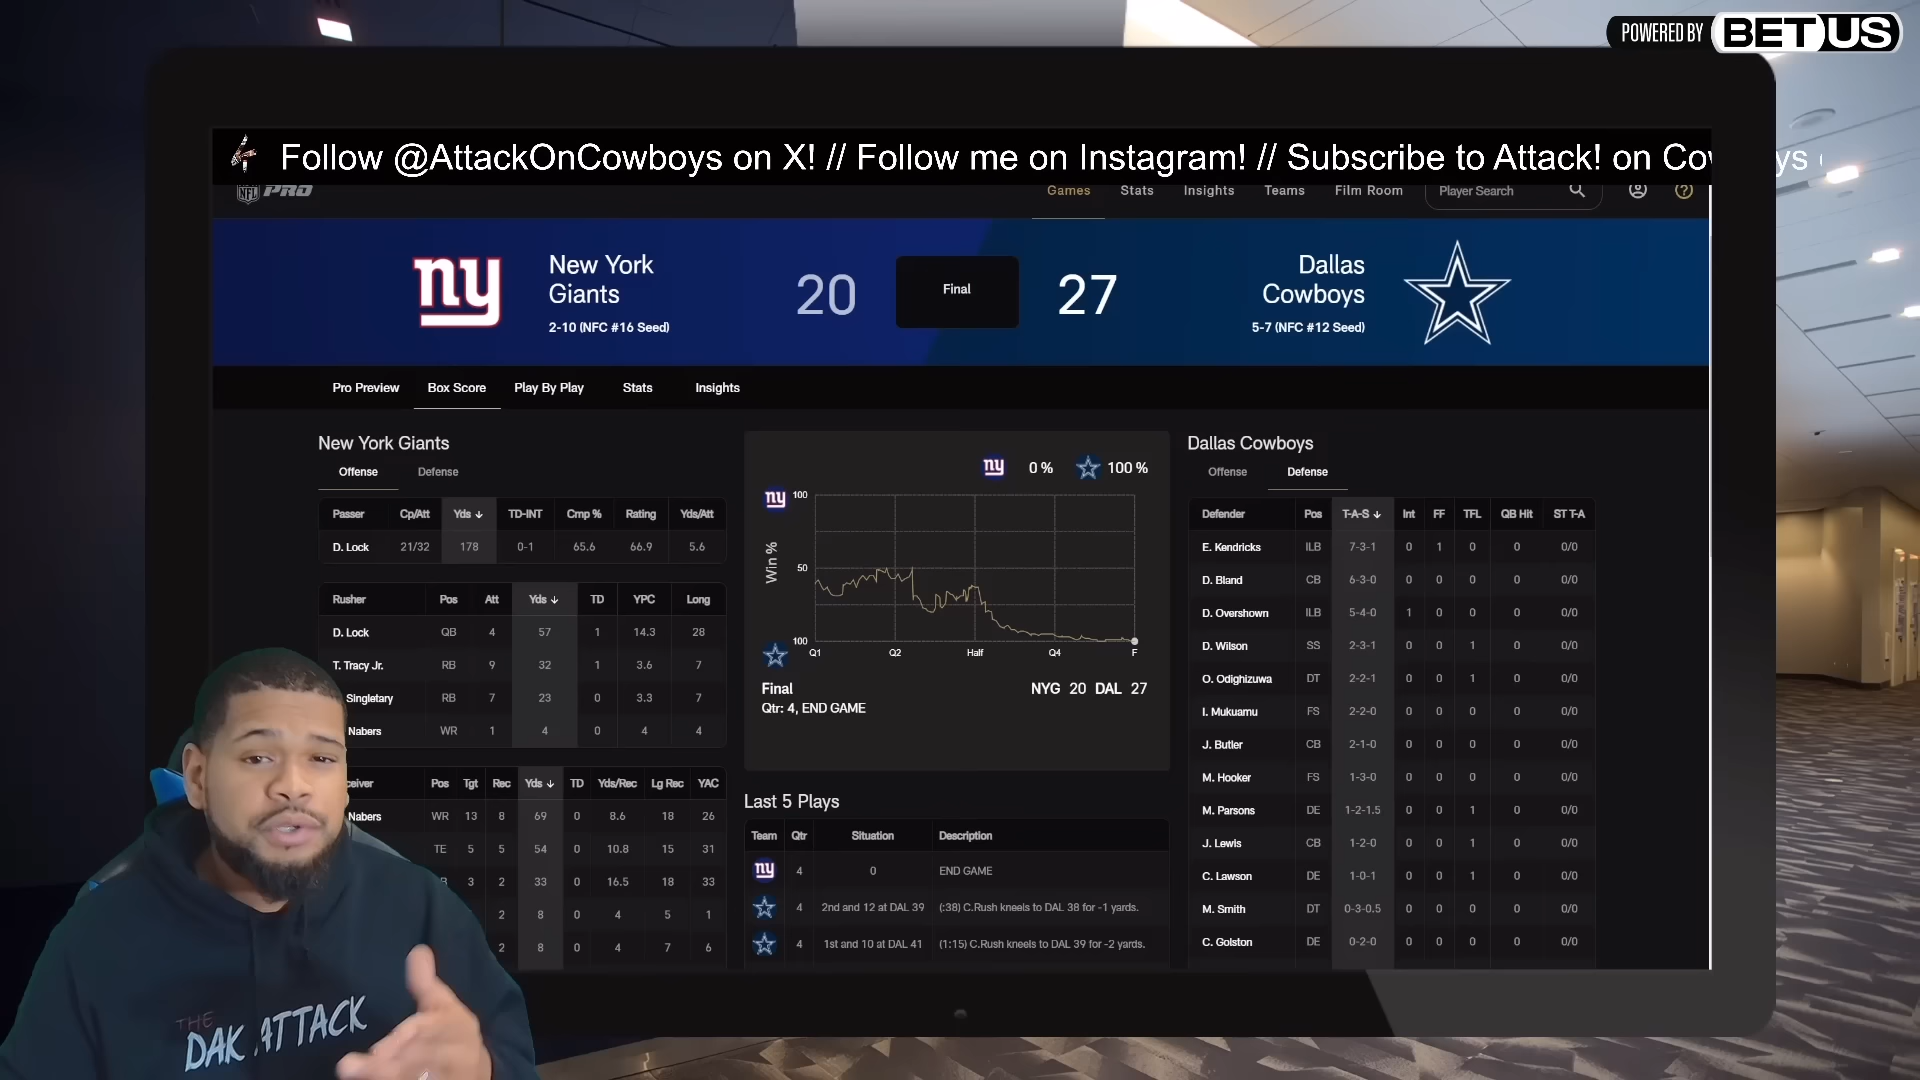 POWERED BY BETUS
Follow @AttackOnCowboys on X! // Follow me on Instagram! // Subscribe to Attack! on Cowboys
NFL PRO
Games Stats Insights Teams Film Room Player Search
ny New York Giants 2-10 (NFC #16 Seed) 20 Final 27 Dallas Cowboys 5-7 (NFC #12 Seed)
Pro Preview Box Score Play By Play Stats Insights
New York Giants
Offense Defense
Passer Cp/Att Yds TD-INT Cmp % Rating Yds/Att
D. Lock 21/32 178 0-1 65.6 66.9 5.6
Rusher Pos Att Yds TD YPC Long
D. Lock QB 4 57 1 14.3 28
T. Tracy Jr. RB 9 32 1 3.6 7
Singletary RB 7 23 0 3.3 7
Nabers WR 1 4 0 4 4
ceiver Pos Tgt Rec Yds TD Yds/Rec Lg Rec YAC
Nabers WR 13 8 69 0 8.6 18 26
TE 5 5 54 0 10.8 15 31
3 2 33 0 16.5 18 33
2 8 0 4 5 1
2 8 0 4 7 6
ny 0 % 100 %
ny 100
Win %
50
100
Q1 Q2 Half Q4 F
Final NYG 20 DAL 27
Qtr: 4, END GAME
Last 5 Plays
Team Qtr Situation Description
ny 4 0 END GAME
4 2nd and 12 at DAL 39 (:38) C.Rush kneels to DAL 38 for -1 yards.
4 1st and 10 at DAL 41 (1:15) C.Rush kneels to DAL 39 for -2 yards.
Dallas Cowboys
Offense Defense
Defender Pos T-A-S Int FF TFL QB Hit ST T-A
E. Kendricks ILB 7-3-1 0 1 0 0 0/0
D. Bland CB 6-3-0 0 0 0 0 0/0
D. Overshown ILB 5-4-0 1 0 0 0 0/0
D. Wilson SS 2-3-1 0 0 1 0 0/0
O. Odighizuwa DT 2-2-1 0 0 1 0 0/0
I. Mukuamu FS 2-2-0 0 0 0 0 0/0
J. Butler CB 2-1-0 0 0 0 0 0/0
M. Hooker FS 1-3-0 0 0 0 0 0/0
M. Parsons DE 1-2-1.5 0 0 1 0 0/0
J. Lewis CB 1-2-0 0 0 1 0 0/0
C. Lawson DE 1-0-1 0 0 1 0 0/0
M. Smith DT 0-3-0.5 0 0 0 0 0/0
C. Golston DE 0-2-0 0 0 0 0 0/0
THE
DAK ATTACK